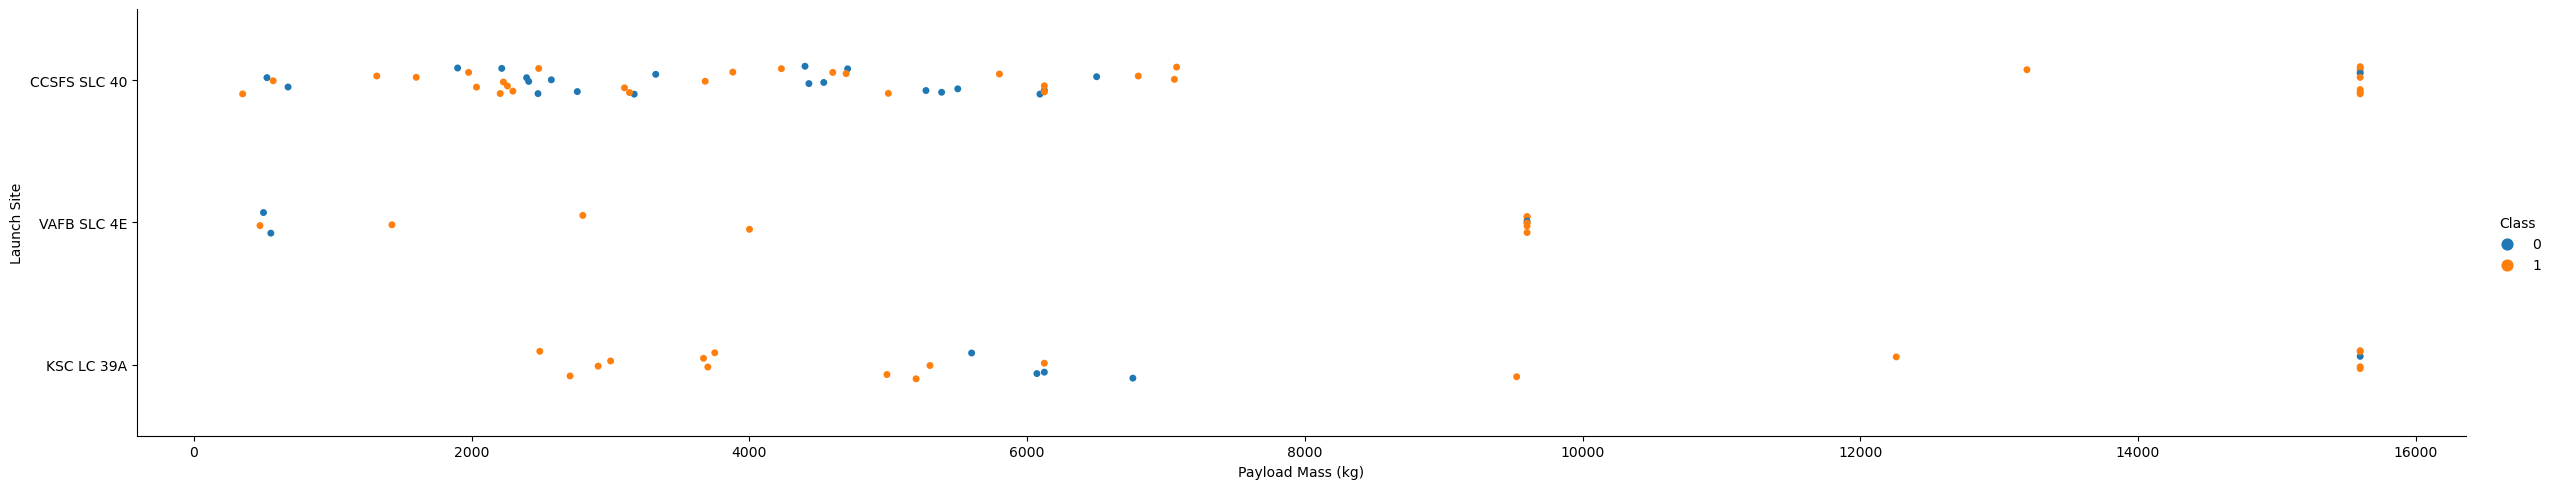 CCSFS SLC 40
VAFB SLC 4E
KSC LC 39A
Launch Site
0
2000
4000
6000
8000
10000
12000
14000
16000
Payload Mass (kg)
Class
0
1